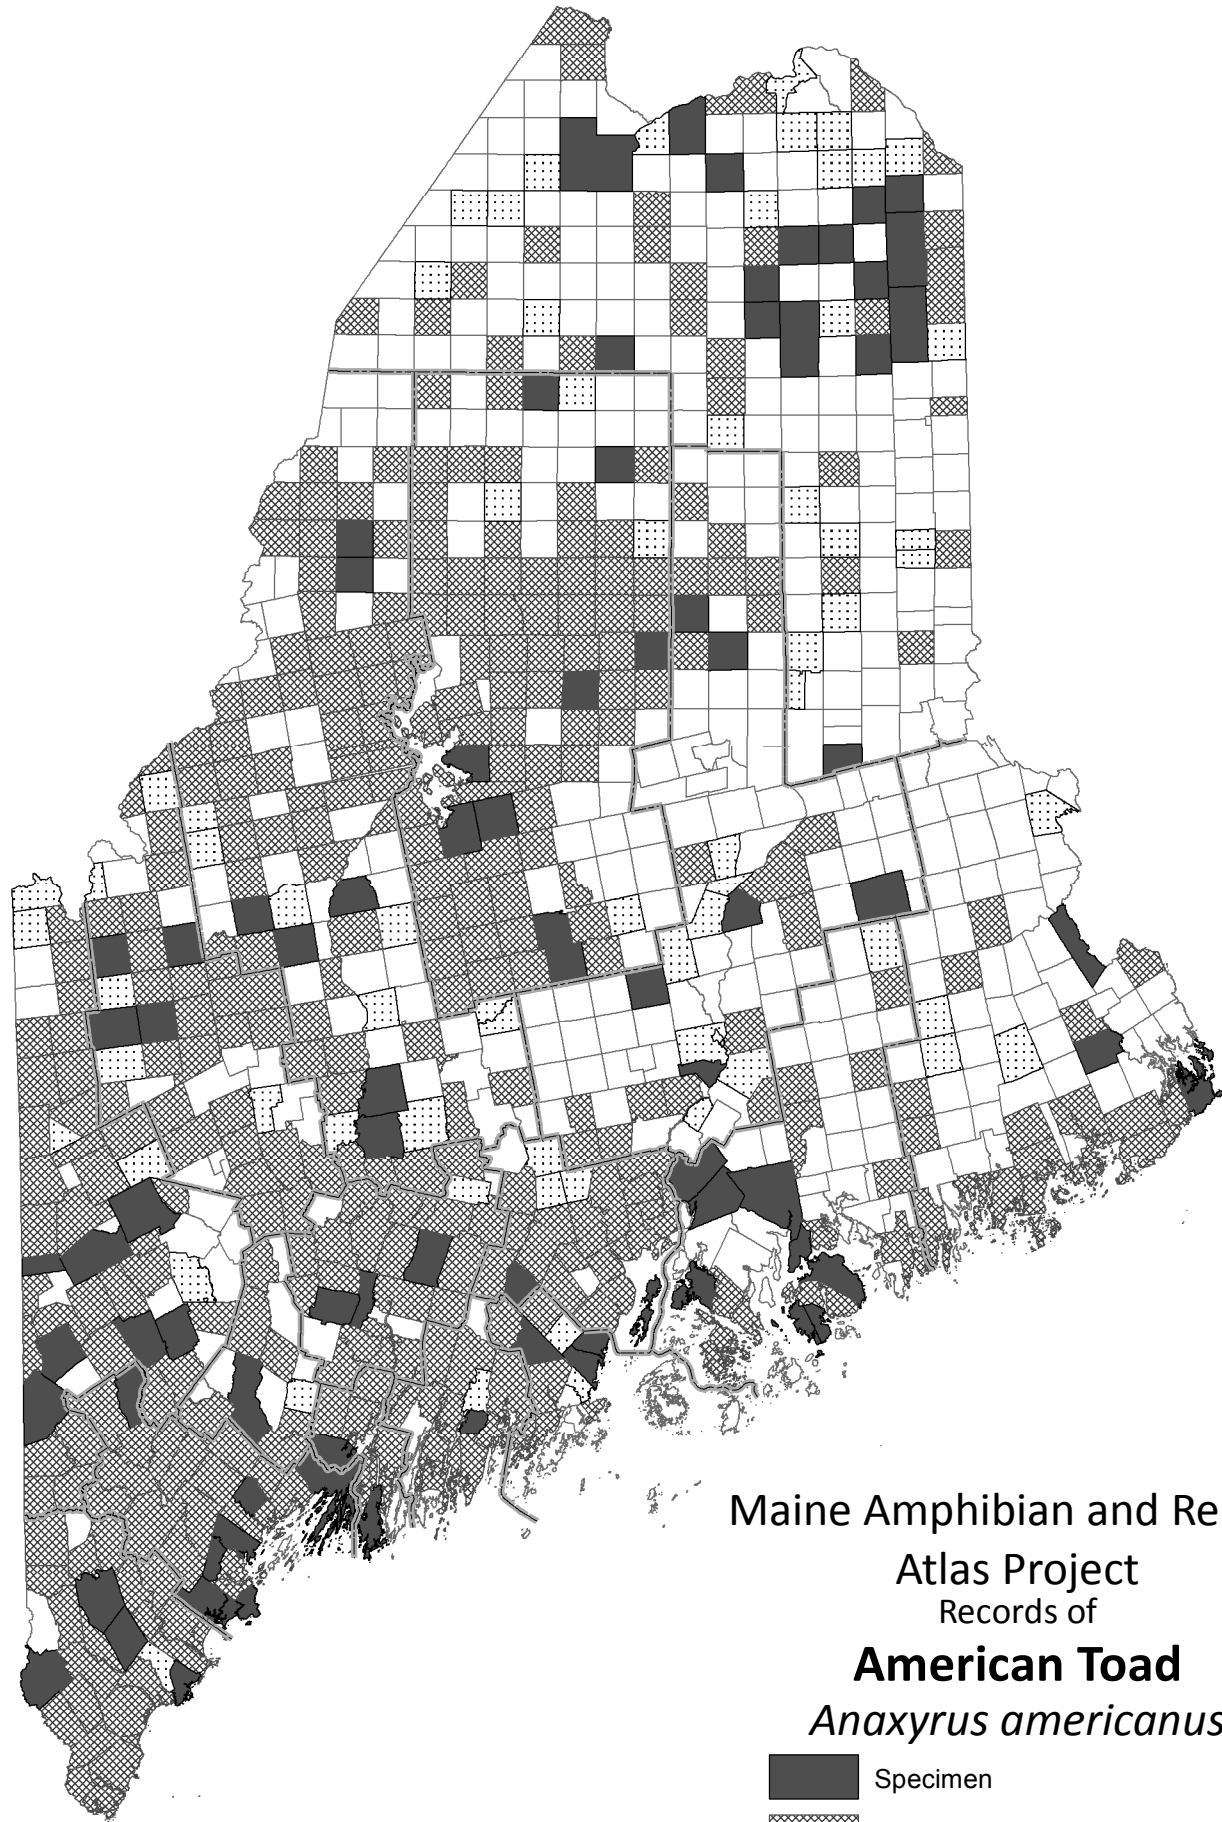 Maine Amphibian and Re
Atlas Project
Records of
American Toad
Anaxyrus americanus
Specimen